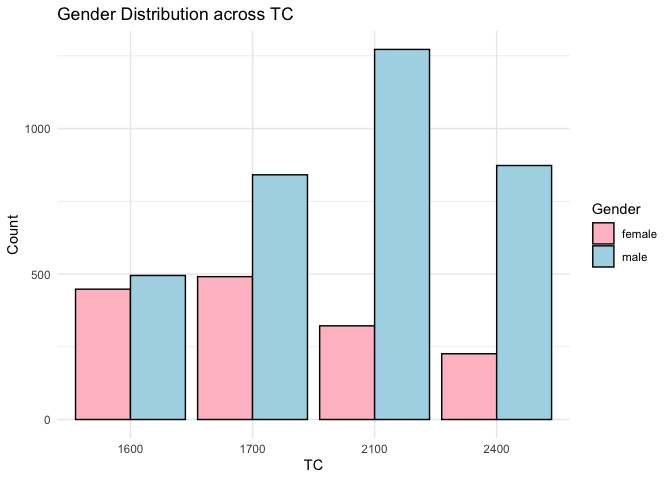 Gender Distribution across TC
1000
500
0
Count
1600
1700
2100
2400
TC
Gender
female
male